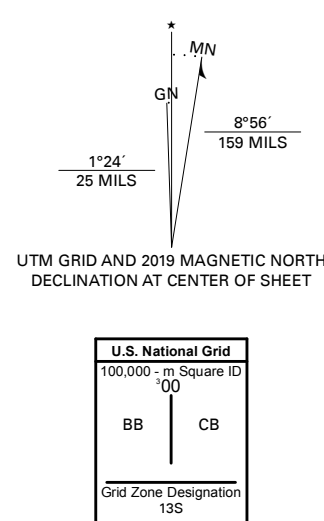 ★
MN
GN
8°56´
159 MILS
1°24´
25 MILS
UTM GRID AND 2019 MAGNETIC NORTH
DECLINATION AT CENTER OF SHEET
U.S. National Grid
100,000 - m Square ID
³00
BB CB
Grid Zone Designation
13S